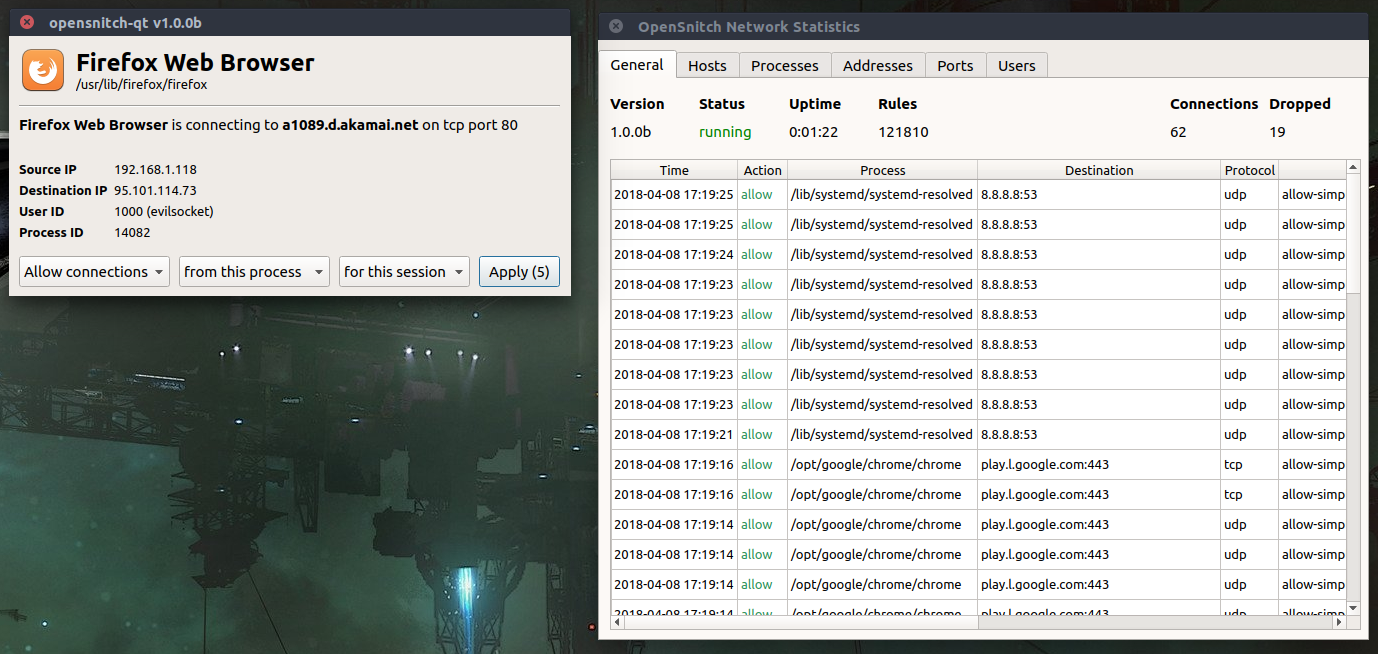 opensnitch-qt v1.0.0b
Firefox Web Browser
/usr/lib/firefox/firefox
Firefox Web Browser is connecting to a1089.d.akamai.net on tcp port 80
Source IP 192.168.1.118
Destination IP 95.101.114.73
User ID 1000 (evilsocket)
Process ID 14082
Allow connections from this process for this session Apply (5)
OpenSnitch Network Statistics
General Hosts Processes Addresses Ports Users
Version Status Uptime Rules Connections Dropped
1.0.0b running 0:01:22 121810 62 19
Time Action Process Destination Protocol
2018-04-08 17:19:25 allow /lib/systemd/systemd-resolved 8.8.8.8:53 udp allow-simp
2018-04-08 17:19:25 allow /lib/systemd/systemd-resolved 8.8.8.8:53 udp allow-simp
2018-04-08 17:19:24 allow /lib/systemd/systemd-resolved 8.8.8.8:53 udp allow-simp
2018-04-08 17:19:23 allow /lib/systemd/systemd-resolved 8.8.8.8:53 udp allow-simp
2018-04-08 17:19:23 allow /lib/systemd/systemd-resolved 8.8.8.8:53 udp allow-simp
2018-04-08 17:19:23 allow /lib/systemd/systemd-resolved 8.8.8.8:53 udp allow-simp
2018-04-08 17:19:23 allow /lib/systemd/systemd-resolved 8.8.8.8:53 udp allow-simp
2018-04-08 17:19:23 allow /lib/systemd/systemd-resolved 8.8.8.8:53 udp allow-simp
2018-04-08 17:19:21 allow /lib/systemd/systemd-resolved 8.8.8.8:53 udp allow-simp
2018-04-08 17:19:16 allow /opt/google/chrome/chrome play.l.google.com:443 tcp allow-simp
2018-04-08 17:19:16 allow /opt/google/chrome/chrome play.l.google.com:443 tcp allow-simp
2018-04-08 17:19:14 allow /opt/google/chrome/chrome play.l.google.com:443 udp allow-simp
2018-04-08 17:19:14 allow /opt/google/chrome/chrome play.l.google.com:443 udp allow-simp
2018-04-08 17:19:14 allow /opt/google/chrome/chrome play.l.google.com:443 udp allow-simp
2018-04-08 17:19:14 allow /opt/google/chrome/chrome play.l.google.com:443 udp allow-simp